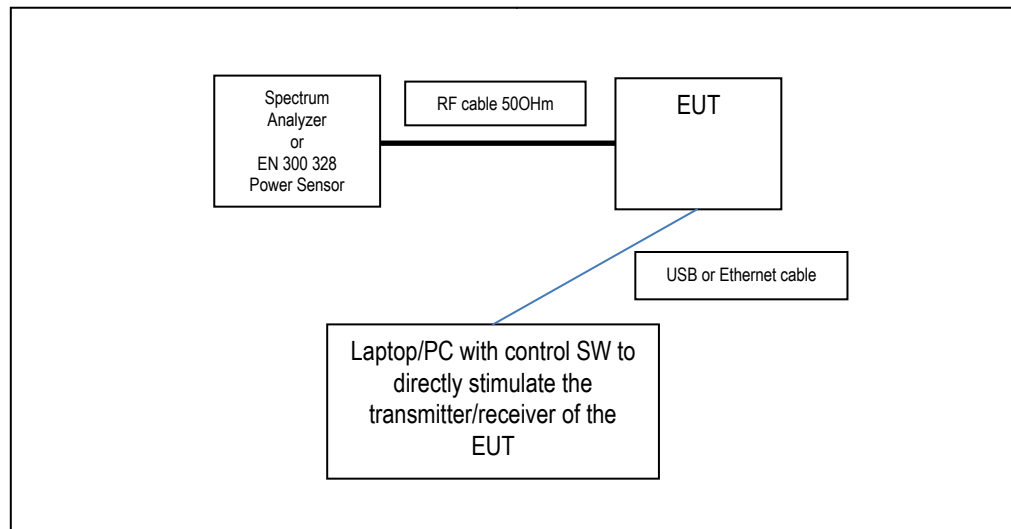 Spectrum
Analyzer
or
EN 300 328
Power Sensor
RF cable 50OHm
EUT
USB or Ethernet cable
Laptop/PC with control SW to
directly stimulate the
transmitter/receiver of the
EUT